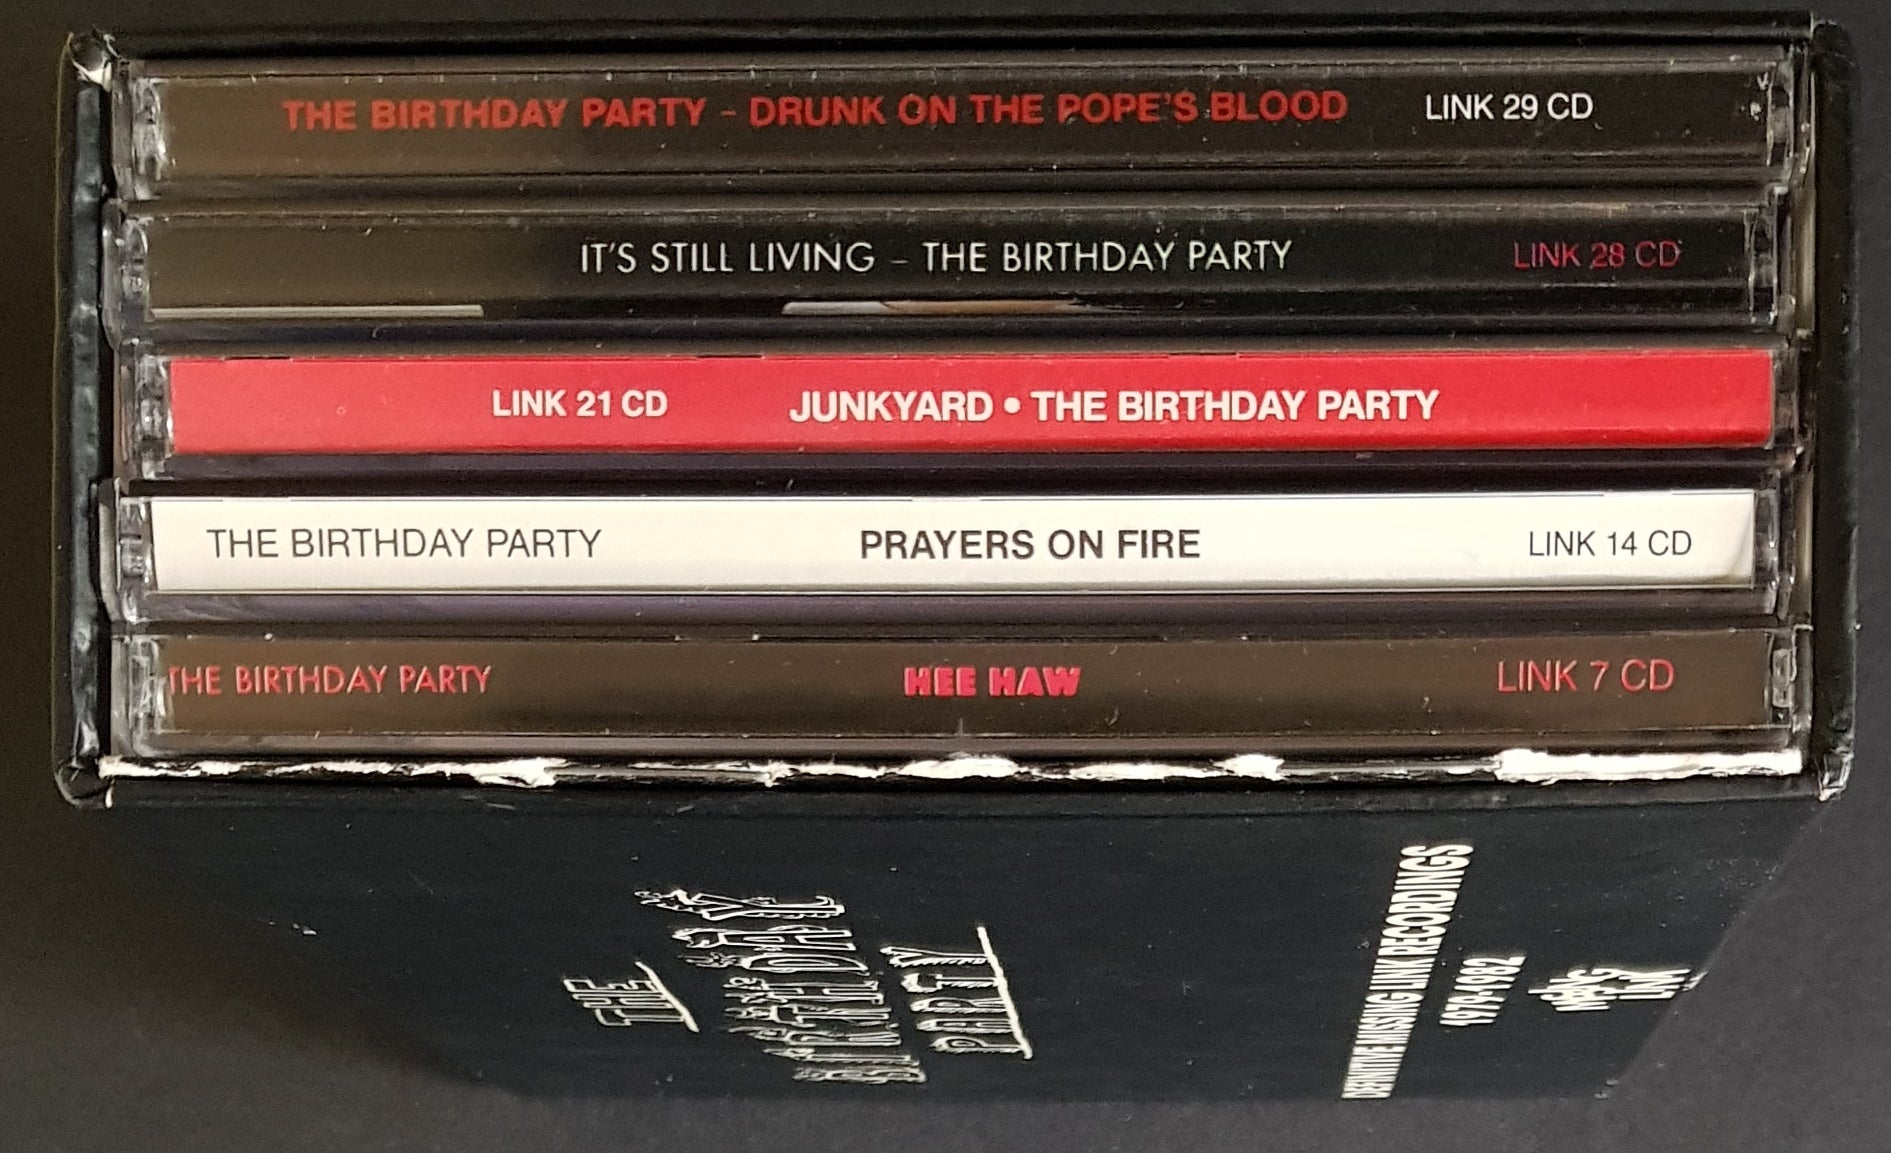 THE BIRTHDAY PARTY – DRUNK ON THE POPE'S BLOOD LINK 29 CD
IT'S STILL LIVING – THE BIRTHDAY PARTY LINK 28 CD
LINK 21 CD JUNKYARD • THE BIRTHDAY PARTY
THE BIRTHDAY PARTY PRAYERS ON FIRE LINK 14 CD
THE BIRTHDAY PARTY HEE HAW LINK 7 CD
THE
BIRTHDAY
PARTY
DEFINITIVE MISSING LINK RECORDINGS
1979-1982
MISSING
LINK